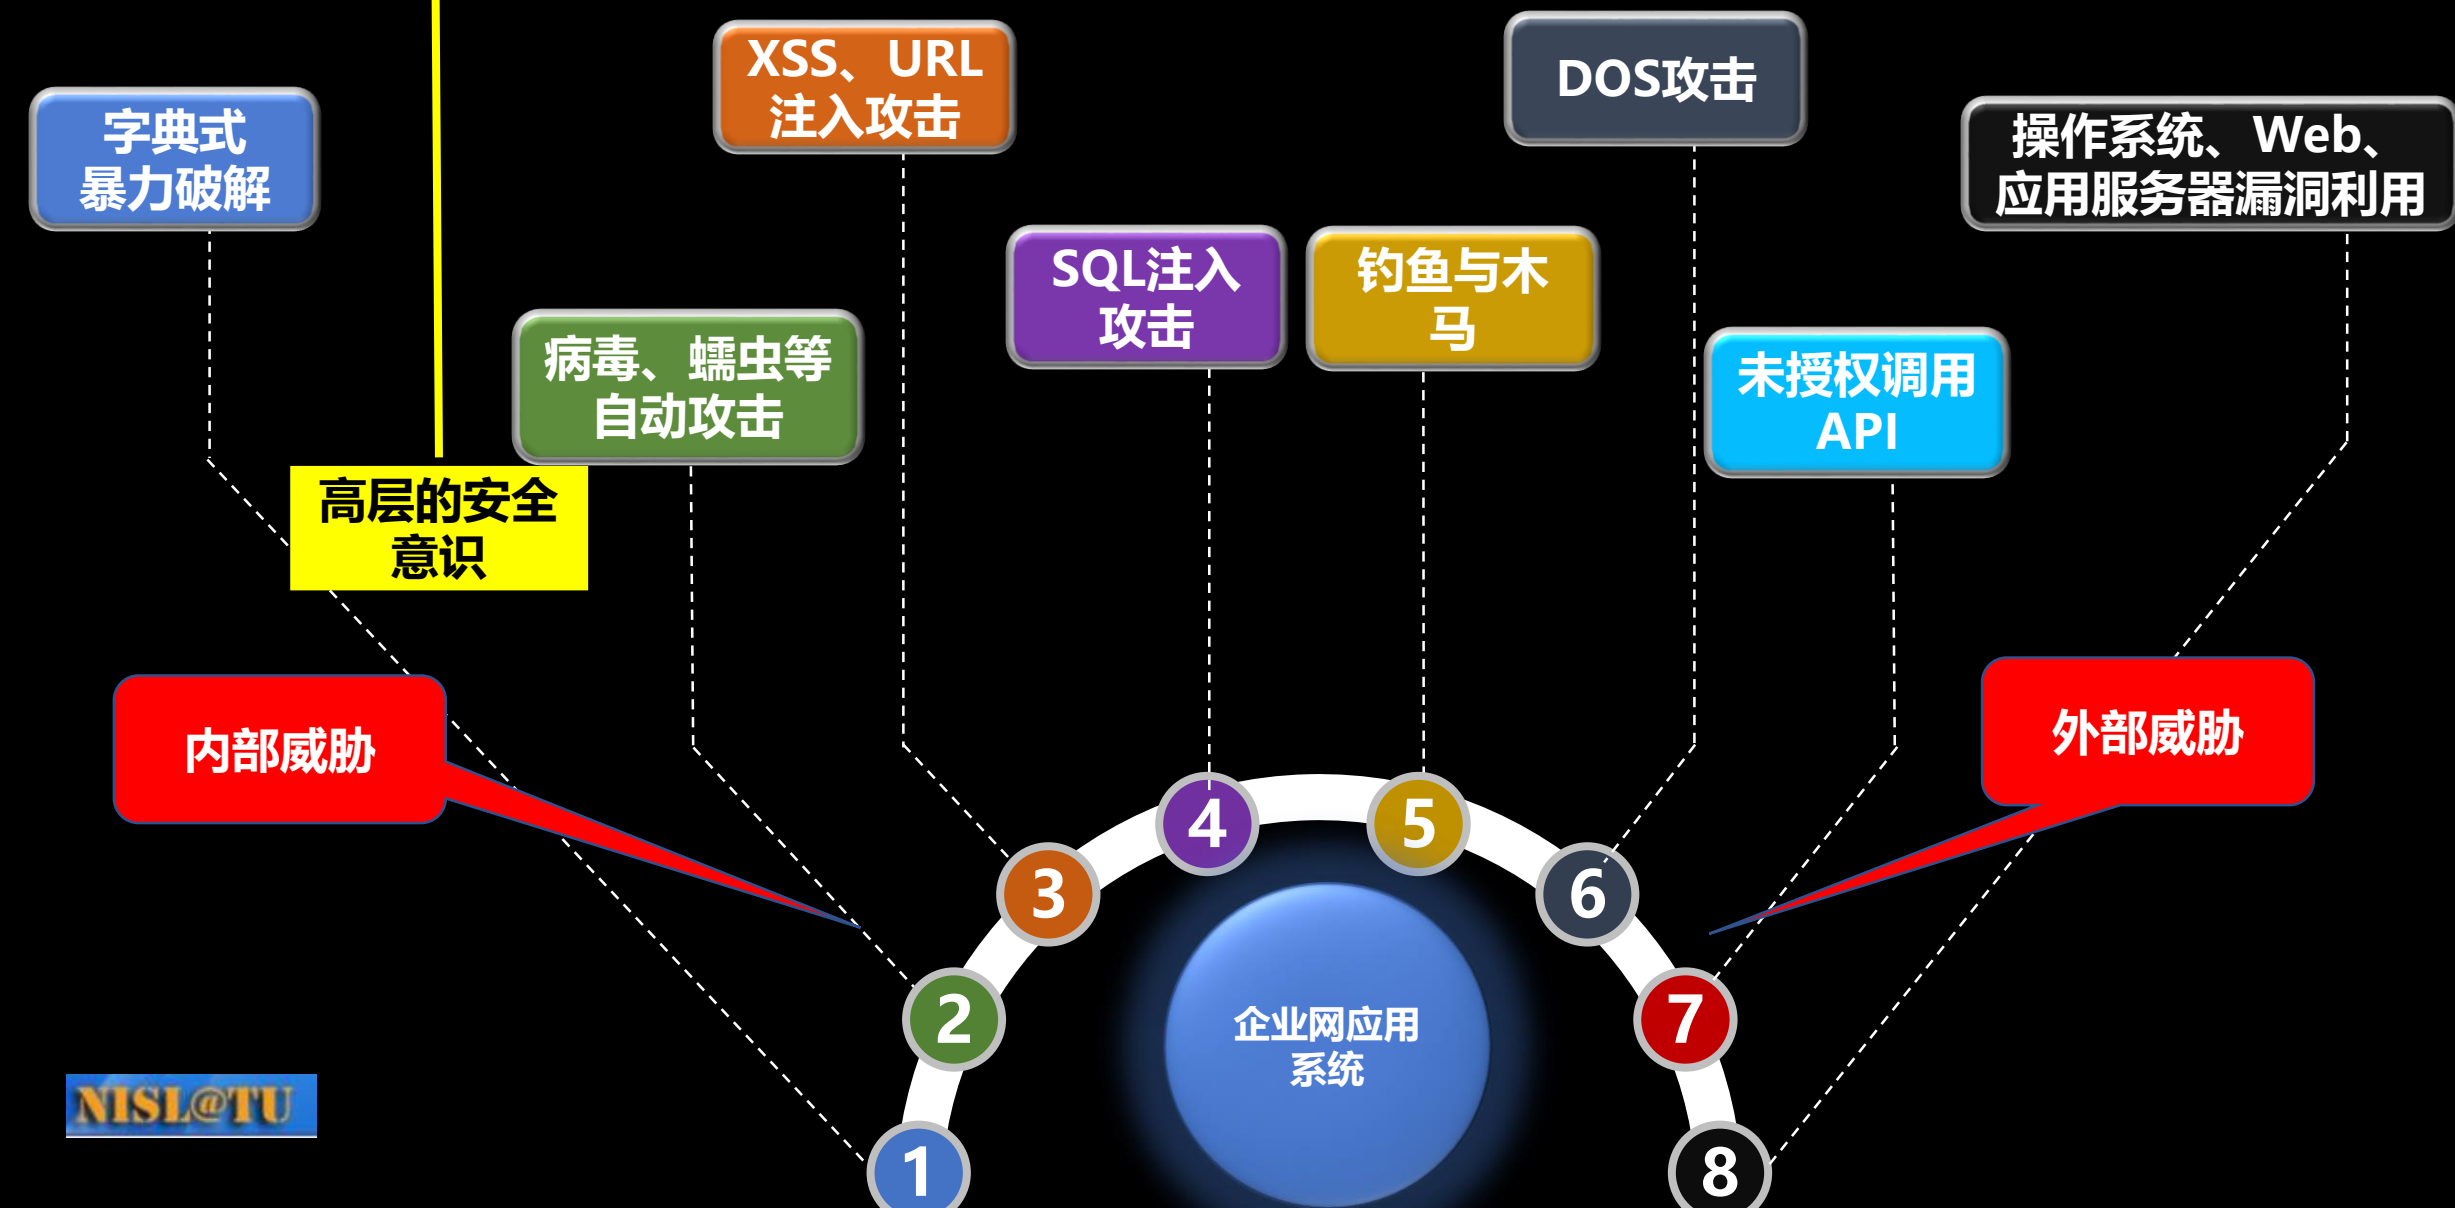 XSS、URL
注入攻击
DOS攻击
字典式
暴力破解
操作系统、Web、
应用服务器漏洞利用
SQL注入
攻击
钓鱼与木
马
病毒、蠕虫等
自动攻击
未授权调用
API
高层的安全
意识
内部威胁
外部威胁
4
5
3
6
2
7
企业网应用
系统
NISL@TU
1
8